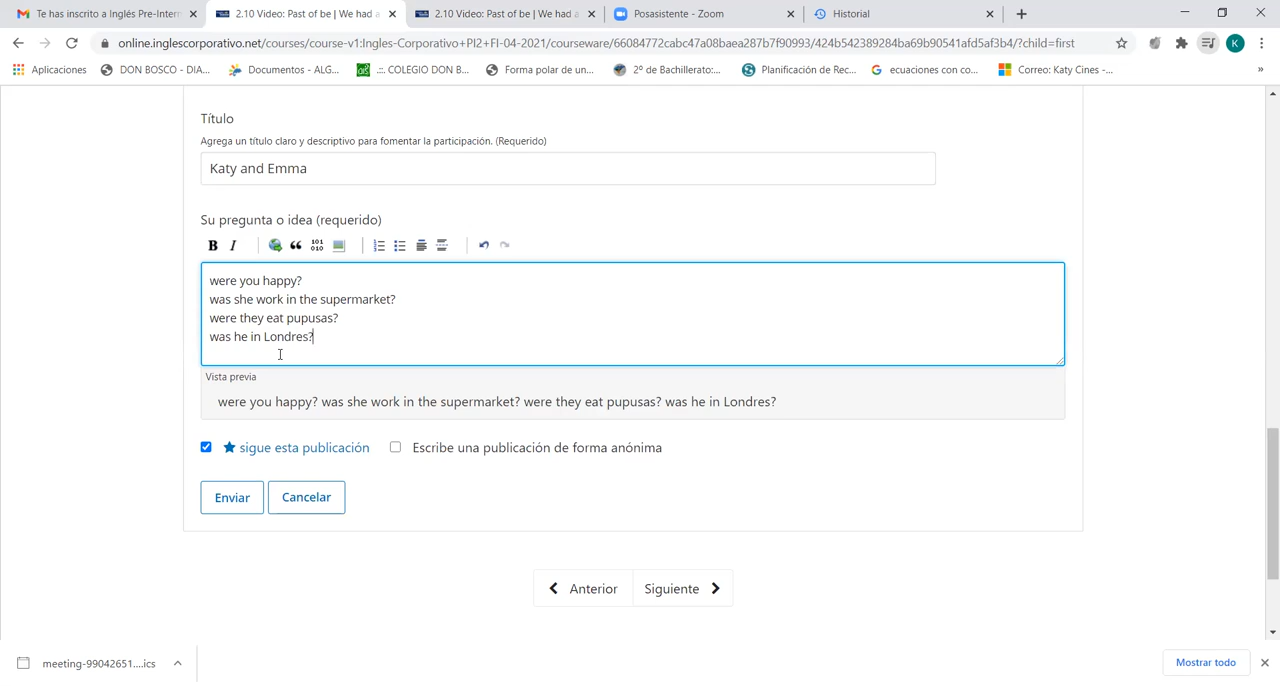 Te has inscrito a Inglés Pre-Intern
2.10 Video: Past of be | We had a
2.10 Video: Past of be | We had a
Posasistente - Zoom
Historial
online.inglescorporativo.net/courses/course-v1:Ingles-Corporativo+PI2+FI-04-2021/courseware/66084772cabc47a08baea287b7f90993/424b542389284ba69b90541afd5af3b4/?child=first
K
Aplicaciones
DON BOSCO - DIA...
Documentos - ALG...
.::. COLEGIO DON B...
Forma polar de un...
2º de Bachillerato:...
Planificación de Rec...
ecuaciones con co...
Correo: Katy Cines -...
»
Título
Agrega un título claro y descriptivo para fomentar la participación. (Requerido)
Katy and Emma
Su pregunta o idea (requerido)
B I 101 010
were you happy?
was she work in the supermarket?
were they eat pupusas?
was he in Londres?
Vista previa
were you happy? was she work in the supermarket? were they eat pupusas? was he in Londres?
sigue esta publicación Escribe una publicación de forma anónima
Enviar Cancelar
Anterior Siguiente
meeting-99042651....ics
Mostrar todo